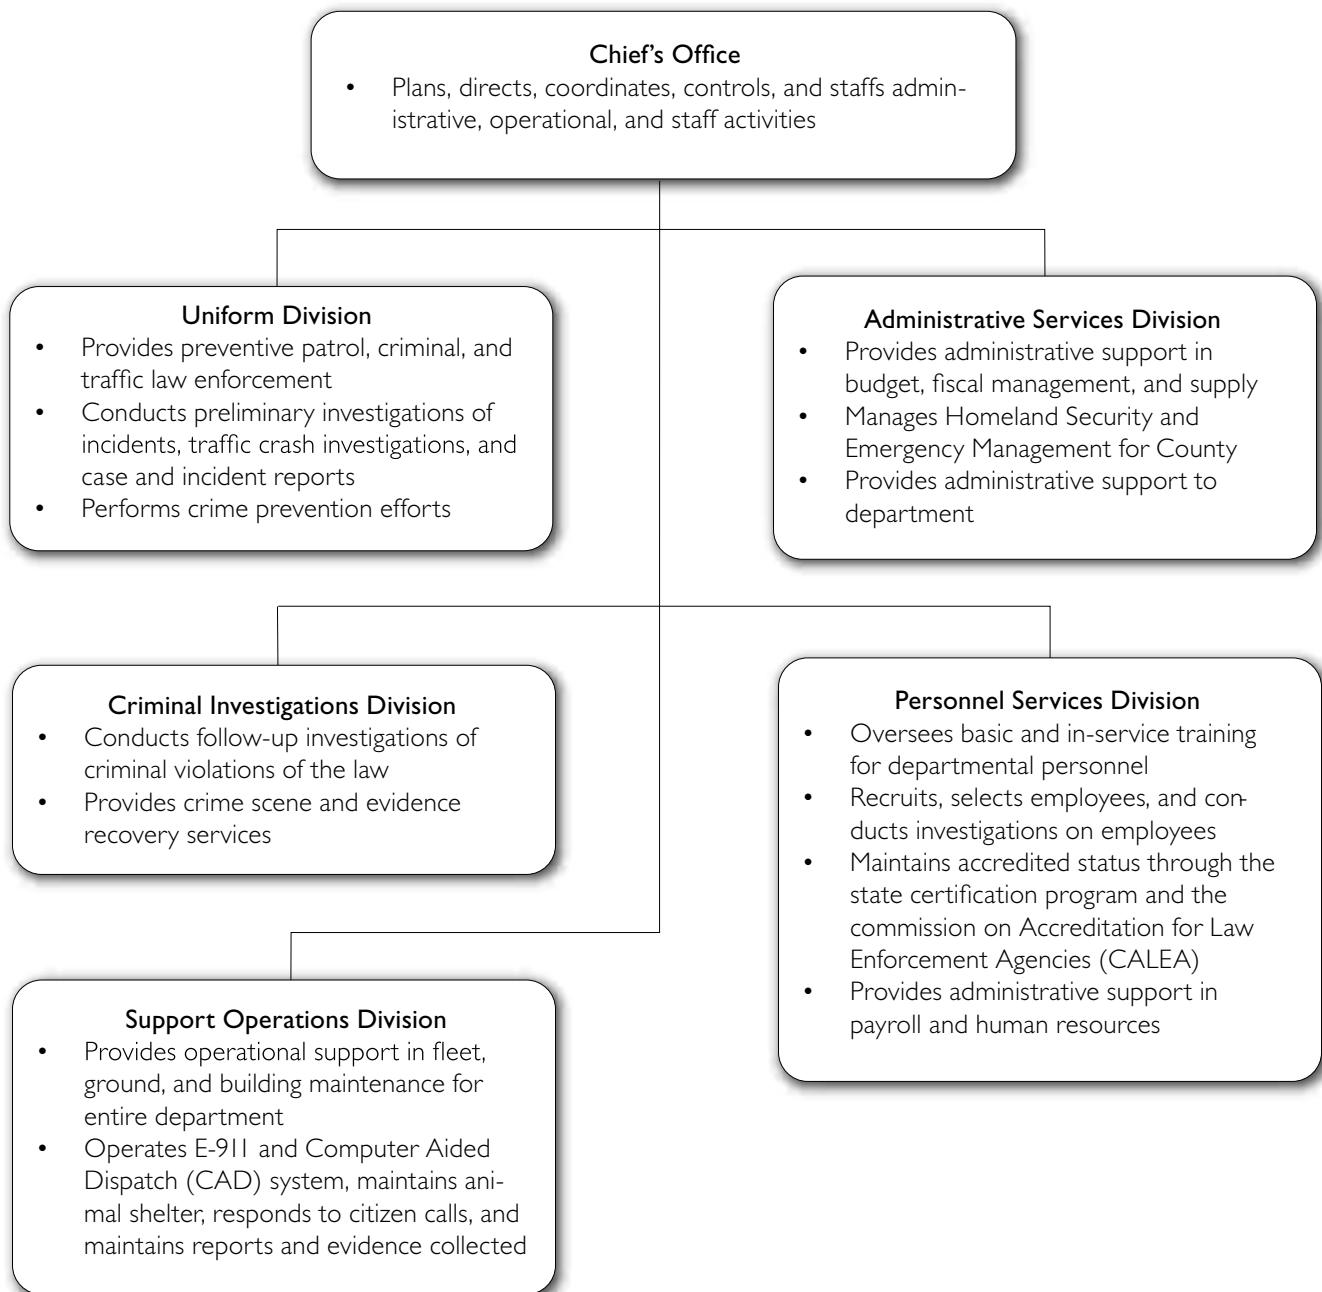 Chief's Office
• Plans, directs, coordinates, controls, and staffs admin-
istrative, operational, and staff activities
Uniform Division
• Provides preventive patrol, criminal, and
traffic law enforcement
• Conducts preliminary investigations of
incidents, traffic crash investigations, and
case and incident reports
• Performs crime prevention efforts
Administrative Services Division
• Provides administrative support in
budget, fiscal management, and supply
• Manages Homeland Security and
Emergency Management for County
• Provides administrative support to
department
Criminal Investigations Division
• Conducts follow-up investigations of
criminal violations of the law
• Provides crime scene and evidence
recovery services
Personnel Services Division
• Oversees basic and in-service training
for departmental personnel
• Recruits, selects employees, and con-
ducts investigations on employees
• Maintains accredited status through the
state certification program and the
commission on Accreditation for Law
Enforcement Agencies (CALEA)
• Provides administrative support in
payroll and human resources
Support Operations Division
• Provides operational support in fleet,
ground, and building maintenance for
entire department
• Operates E-911 and Computer Aided
Dispatch (CAD) system, maintains ani-
mal shelter, responds to citizen calls, and
maintains reports and evidence collected